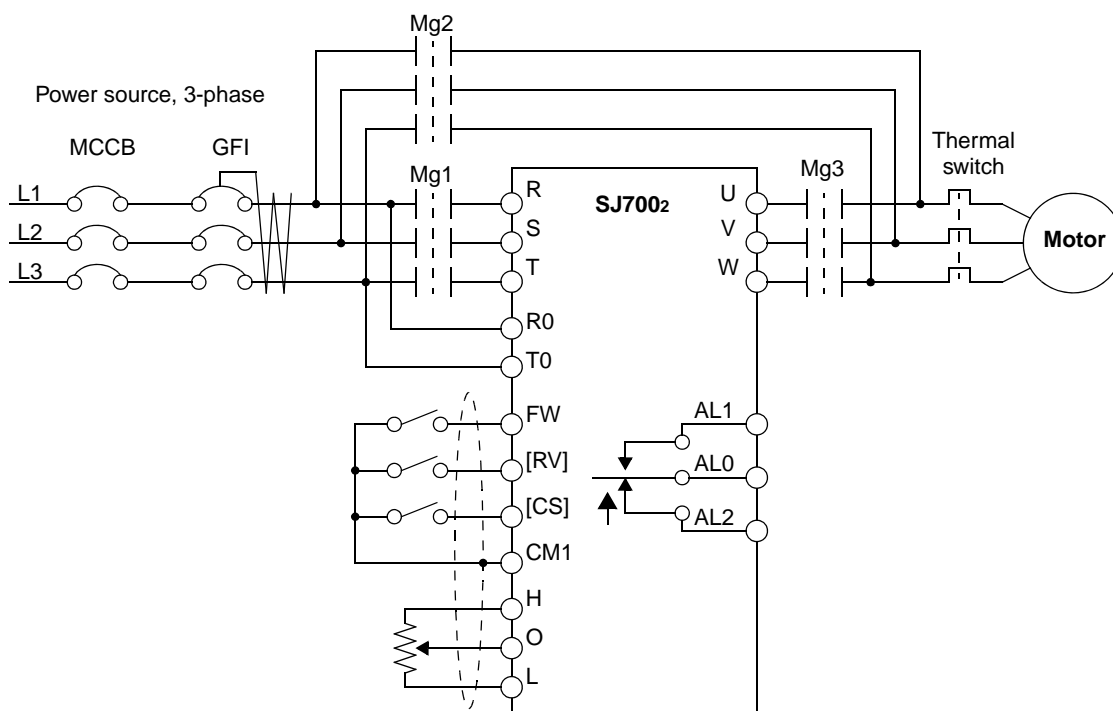 Mg2
Power source, 3-phase
MCCB
GFI
Mg1
Mg3
Thermal
switch
L1
L2
L3
R
S
T
R0
T0
SJ7002
U
V
W
Motor
FW
[RV]
[CS]
CM1
H
O
L
AL1
AL0
AL2